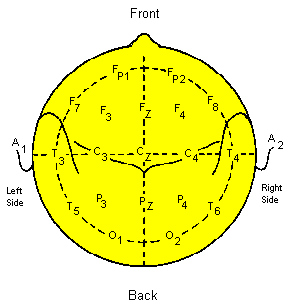 Front
FP1 FP2
F7 F3 FZ F4 F8
A1 T3 C3 CZ C4 T4 A2
Left
Side
Right
Side
T5 P3 PZ P4 T6
O1 O2
Back